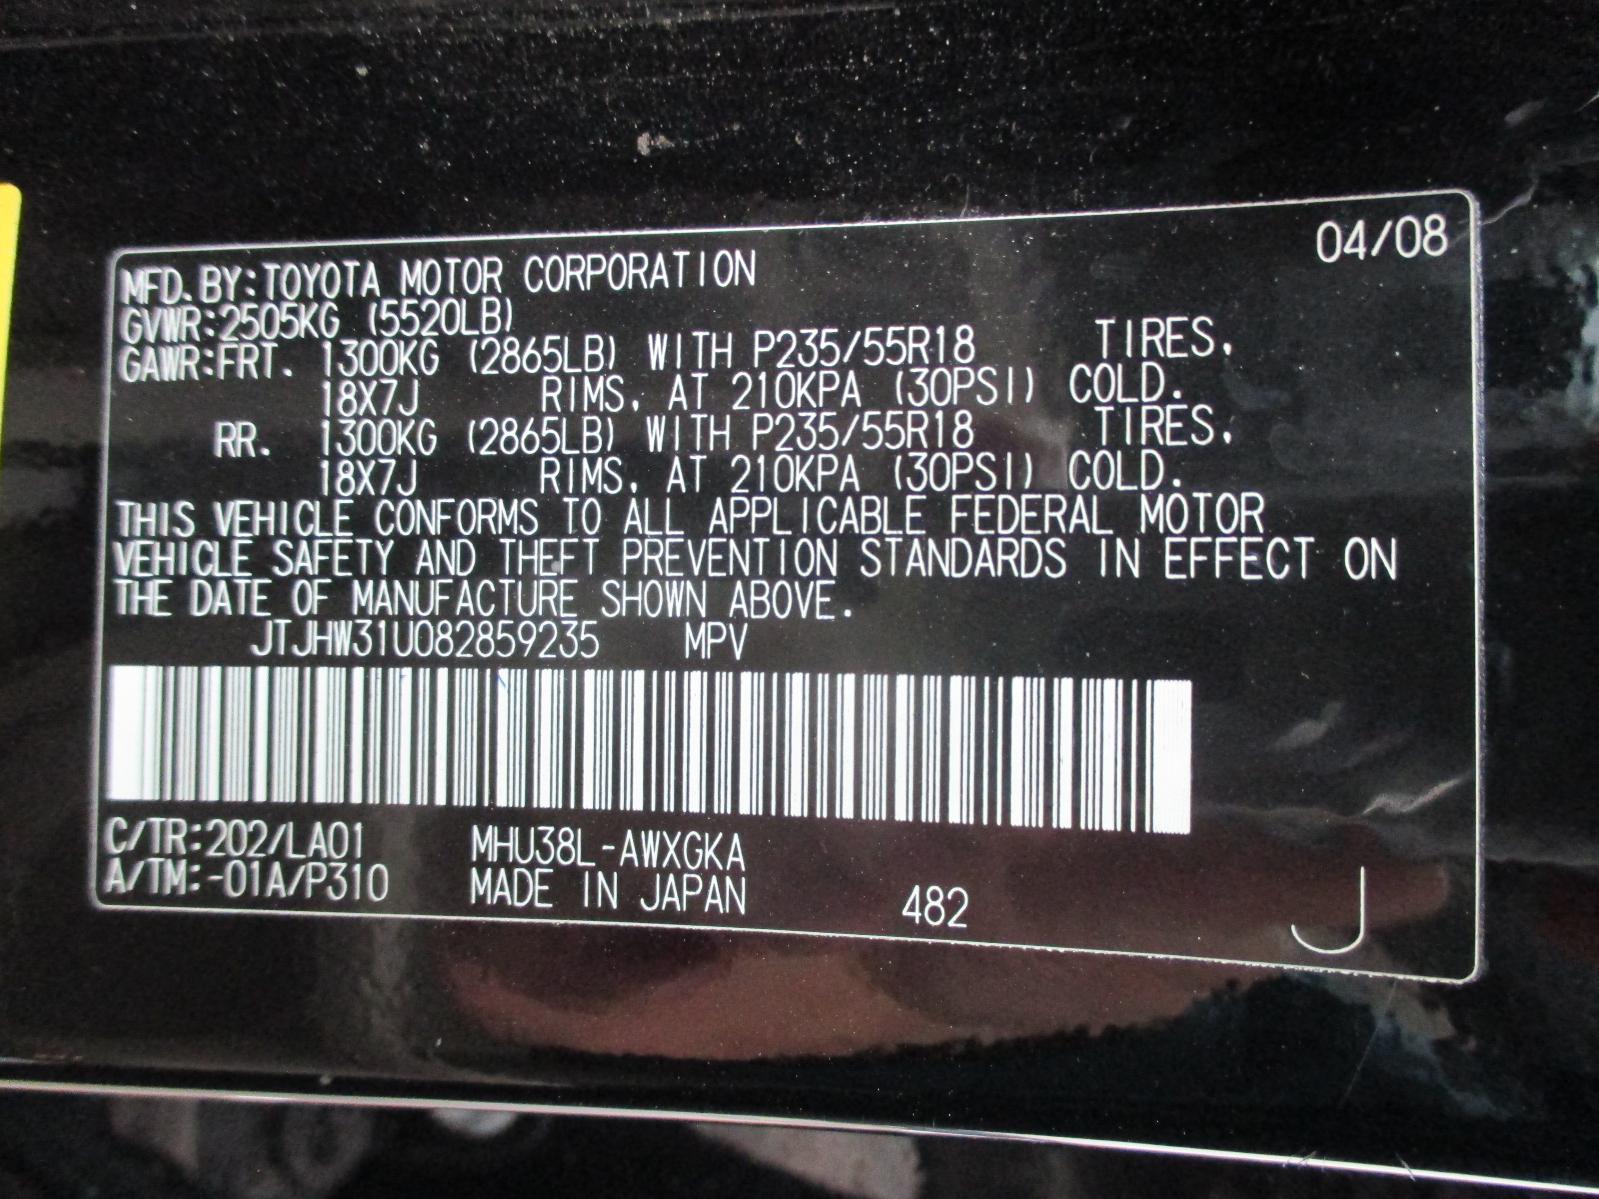 04/08
MFD. BY: TOYOTA MOTOR CORPORATION
GVWR: 2505KG (5520LB)
GAWR: FRT. 1300KG (2865LB) WITH P235/55R18 TIRES,
18X7J RIMS, AT 210KPA (30PSI) COLD.
RR. 1300KG (2865LB) WITH P235/55R18 TIRES,
18X7J RIMS, AT 210KPA (30PSI) COLD.
THIS VEHICLE CONFORMS TO ALL APPLICABLE FEDERAL MOTOR
VEHICLE SAFETY AND THEFT PREVENTION STANDARDS IN EFFECT ON
THE DATE OF MANUFACTURE SHOWN ABOVE.
JTJHW31U082859235 MPV
C/TR: 202/LA01 MHU38L-AWXGKA
A/TM: -01A/P310 MADE IN JAPAN 482 J